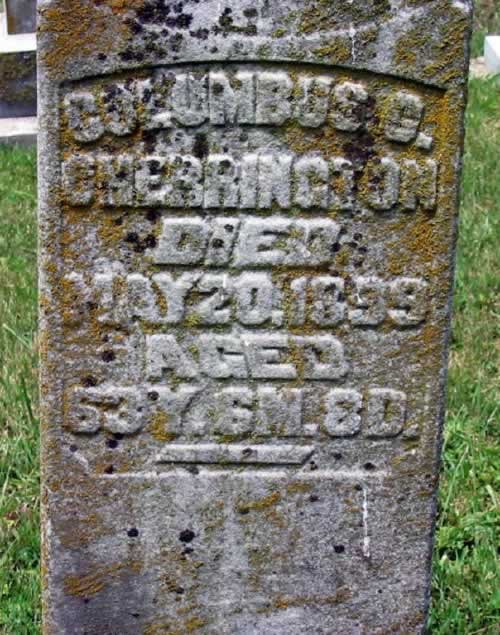 COLUMBUS C.
CHERRINGTON
DIED
MAY 20, 1899
AGED
53 Y. 6 M. 8 D.